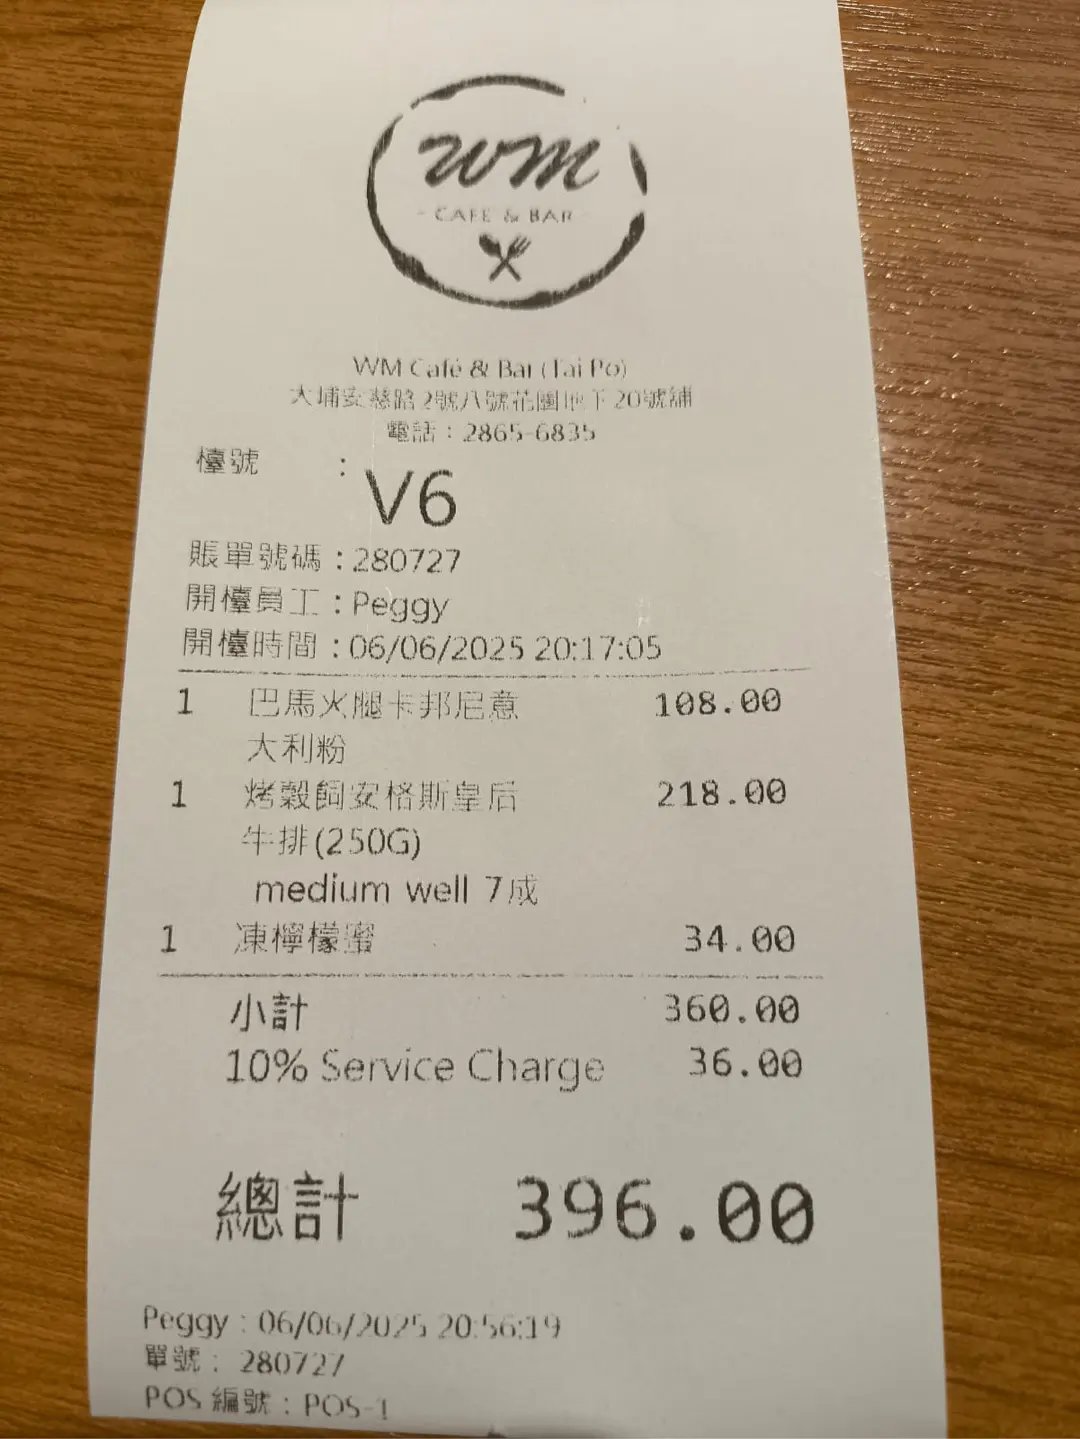 WM
- CAFE & BAR -
WM Café & Bar (Tai Po)
大埔安慈路2號八號花園地下20號舖
電話：2865-6835
檯號 : V6
賬單號碼：280727
開檯員工：Peggy
開檯時間：06/06/2025 20:17:05
1 巴馬火腿卡邦尼意 108.00
大利粉
1 烤穀飼安格斯皇后 218.00
牛排(250G)
medium well 7成
1 凍檸檬蜜 34.00
小計 360.00
10% Service Charge 36.00
總計 396.00
Peggy : 06/06/2025 20:56:19
單號： 280727
POS 編號：POS-1